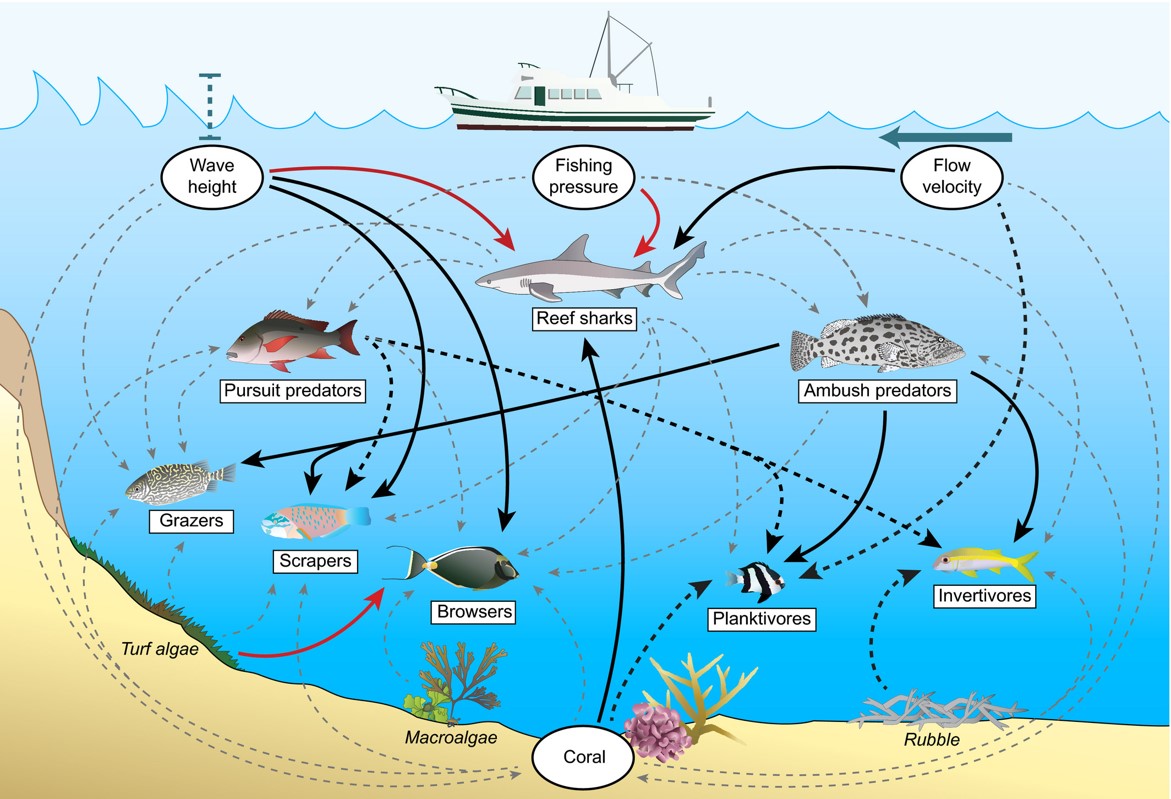 Wave
height
Fishing
pressure
Flow
velocity
Reef sharks
Pursuit predators
Ambush predators
Grazers
Scrapers
Browsers
Planktivores
Invertivores
Turf algae
Macroalgae
Coral
Rubble